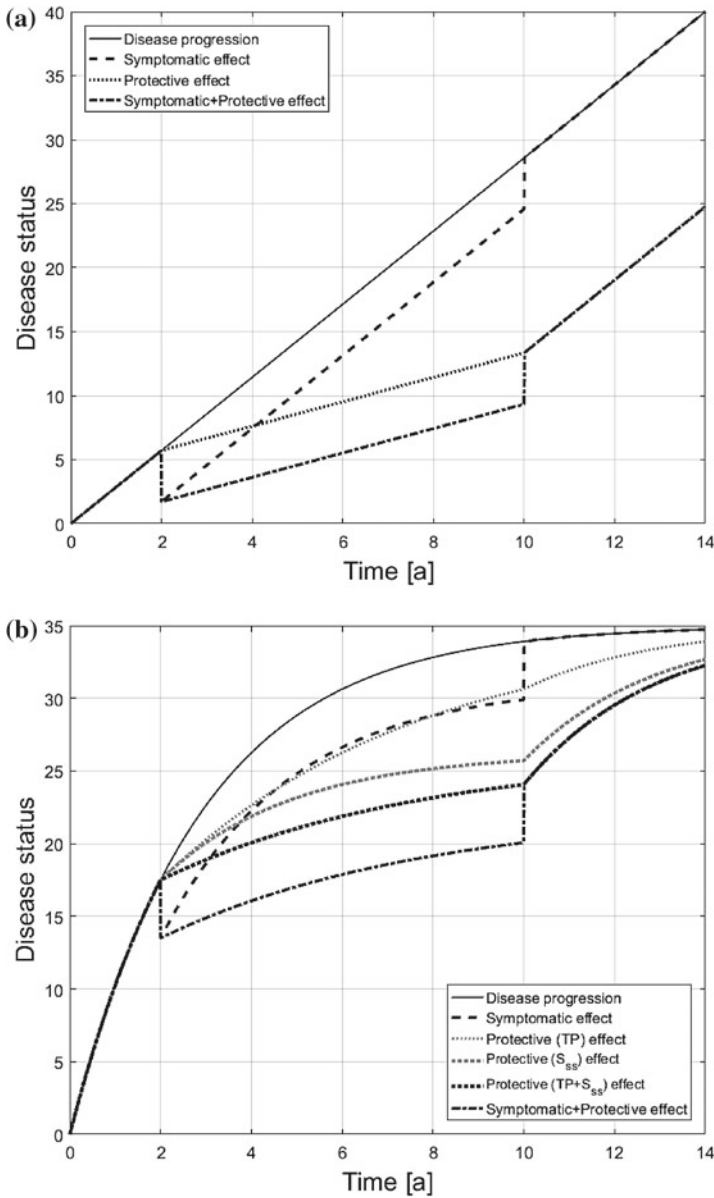 (a)
40
35
30
25
20
15
10
5
0
Disease status
Disease progression
Symptomatic effect
Protective effect
Symptomatic+Protective effect
0 2 4 6 8 10 12 14
Time [a]
(b)
35
30
25
20
15
10
5
0
Disease status
Disease progression
Symptomatic effect
Protective (TP) effect
Protective (S_ss) effect
Protective (TP+S_ss) effect
Symptomatic+Protective effect
0 2 4 6 8 10 12 14
Time [a]